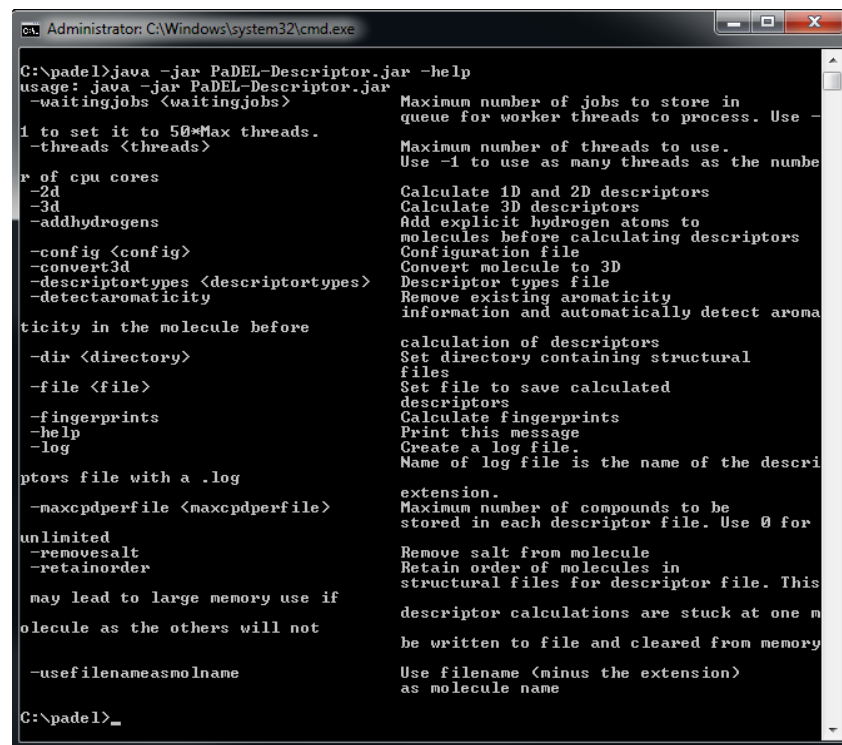 Administrator: C:\Windows\system32\cmd.exe
C:\padel>java -jar PaDEL-Descriptor.jar -help
usage: java -jar PaDEL-Descriptor.jar
-waitingjobs <waitingjobs> Maximum number of jobs to store in
queue for worker threads to process. Use -
1 to set it to 50*Max threads.
-threads <threads> Maximum number of threads to use.
Use -1 to use as many threads as the numbe
r of cpu cores
-2d Calculate 1D and 2D descriptors
-3d Calculate 3D descriptors
-addhydrogens Add explicit hydrogen atoms to
molecules before calculating descriptors
-config <config> Configuration file
-convert3d Convert molecule to 3D
-descriptortypes <descriptortypes> Descriptor types file
-detectaromaticity Remove existing aromaticity
information and automatically detect aroma
ticity in the molecule before
calculation of descriptors
-dir <directory> Set directory containing structural
files
-file <file> Set file to save calculated
descriptors
-fingerprints Calculate fingerprints
-help Print this message
-log Create a log file.
Name of log file is the name of the descri
ptors file with a .log
extension.
-maxcpdperfile <maxcpdperfile> Maximum number of compounds to be
stored in each descriptor file. Use 0 for
unlimited
-removesalt Remove salt from molecule
-retainorder Retain order of molecules in
structural files for descriptor file. This
may lead to large memory use if
descriptor calculations are stuck at one m
olecule as the others will not
be written to file and cleared from memory
-usefilenameasmolname Use filename (minus the extension)
as molecule name
C:\padel>_